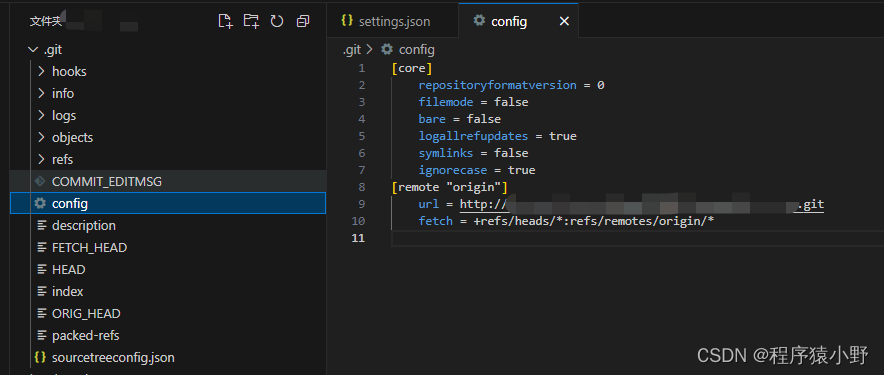 文件夹
.git
hooks
info
logs
objects
refs
COMMIT_EDITMSG
config
description
FETCH_HEAD
HEAD
index
ORIG_HEAD
packed-refs
{} sourcetreeconfig.json
{} settings.json
config ×
.git > config
1 [core]
2 repositoryformatversion = 0
3 filemode = false
4 bare = false
5 logallrefupdates = true
6 symlinks = false
7 ignorecase = true
8 [remote "origin"]
9 url = http:// .git
10 fetch = +refs/heads/*:refs/remotes/origin/*
11
CSDN @程序猿小野